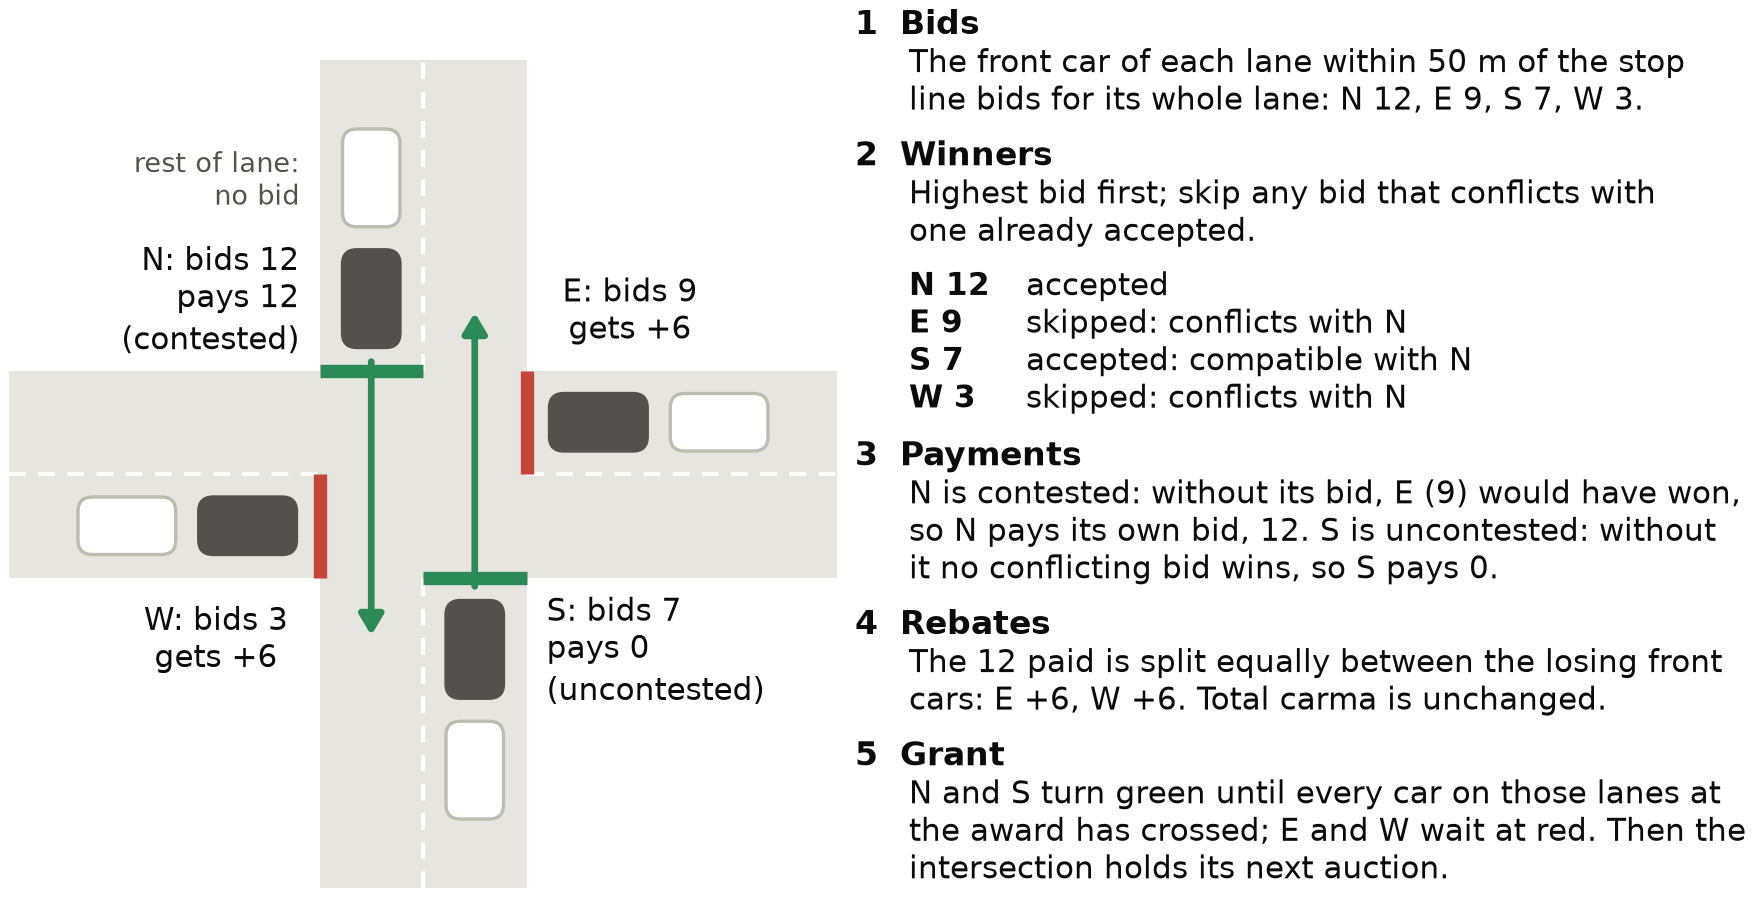 rest of lane:
no bid
N: bids 12
pays 12
(contested)
E: bids 9
gets +6
W: bids 3
gets +6
S: bids 7
pays 0
(uncontested)
1 Bids
The front car of each lane within 50 m of the stop
line bids for its whole lane: N 12, E 9, S 7, W 3.
2 Winners
Highest bid first; skip any bid that conflicts with
one already accepted.
N 12 accepted
E 9 skipped: conflicts with N
S 7 accepted: compatible with N
W 3 skipped: conflicts with N
3 Payments
N is contested: without its bid, E (9) would have won,
so N pays its own bid, 12. S is uncontested: without
it no conflicting bid wins, so S pays 0.
4 Rebates
The 12 paid is split equally between the losing front
cars: E +6, W +6. Total carma is unchanged.
5 Grant
N and S turn green until every car on those lanes at
the award has crossed; E and W wait at red. Then the
intersection holds its next auction.